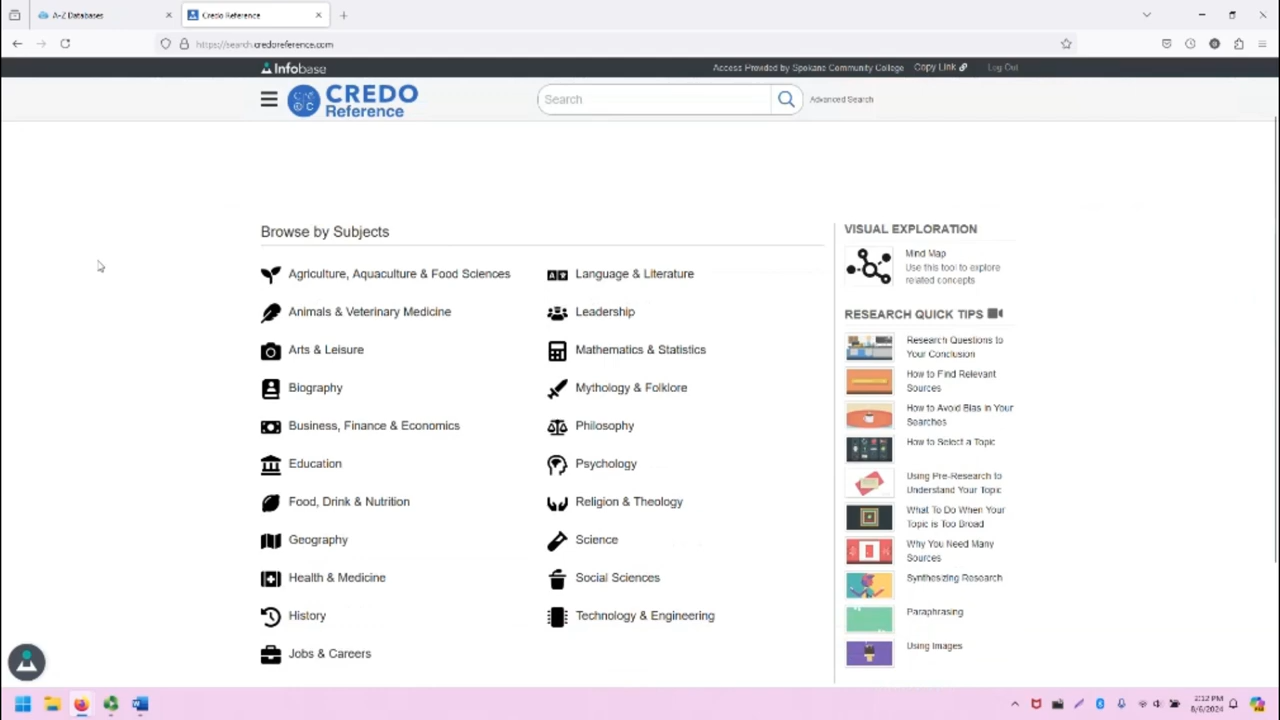 A-Z Databases
Credo Reference
https://search.credoreference.com
Infobase
Access Provided by Spokane Community College
Copy Link
Log Out
CREDO
Reference
Search
Advanced Search
Browse by Subjects
Agriculture, Aquaculture & Food Sciences
Animals & Veterinary Medicine
Arts & Leisure
Biography
Business, Finance & Economics
Education
Food, Drink & Nutrition
Geography
Health & Medicine
History
Jobs & Careers
Language & Literature
Leadership
Mathematics & Statistics
Mythology & Folklore
Philosophy
Psychology
Religion & Theology
Science
Social Sciences
Technology & Engineering
VISUAL EXPLORATION
Mind Map
Use this tool to explore
related concepts
RESEARCH QUICK TIPS
Research Questions to
Your Conclusion
How to Find Relevant
Sources
How to Avoid Bias in Your
Searches
How to Select a Topic
Using Pre-Research to
Understand Your Topic
What To Do When Your
Topic is Too Broad
Why You Need Many
Sources
Synthesizing Research
Paraphrasing
Using Images
2:12 PM
8/6/2024